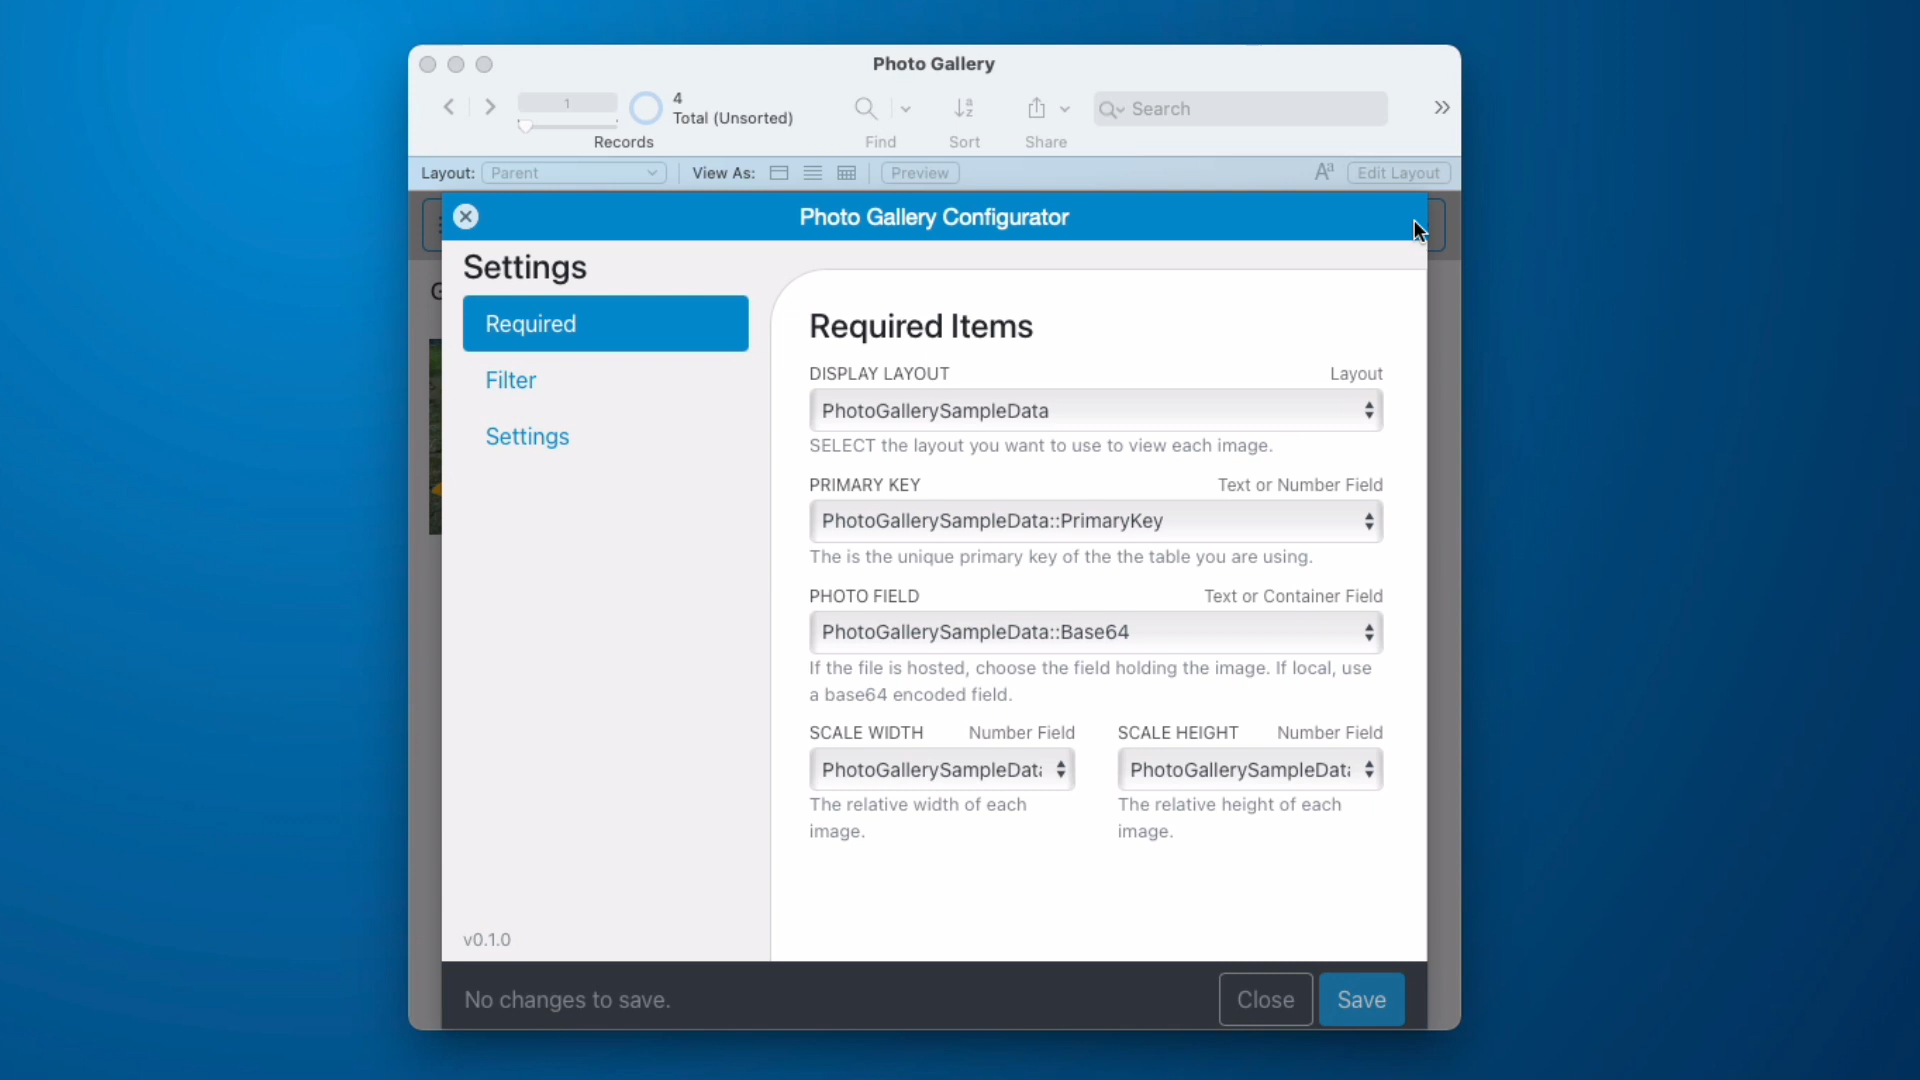 Photo Gallery
1
4
Total (Unsorted)
Records
Find
Sort
Share
Search
Layout: Parent
View As:
Preview
Aa
Edit Layout
Photo Gallery Configurator
Settings
Required
Filter
Settings
v0.1.0
Required Items
DISPLAY LAYOUT Layout
PhotoGallerySampleData
SELECT the layout you want to use to view each image.
PRIMARY KEY Text or Number Field
PhotoGallerySampleData::PrimaryKey
The is the unique primary key of the the table you are using.
PHOTO FIELD Text or Container Field
PhotoGallerySampleData::Base64
If the file is hosted, choose the field holding the image. If local, use
a base64 encoded field.
SCALE WIDTH Number Field
PhotoGallerySampleData
The relative width of each
image.
SCALE HEIGHT Number Field
PhotoGallerySampleData
The relative height of each
image.
No changes to save.
Close
Save